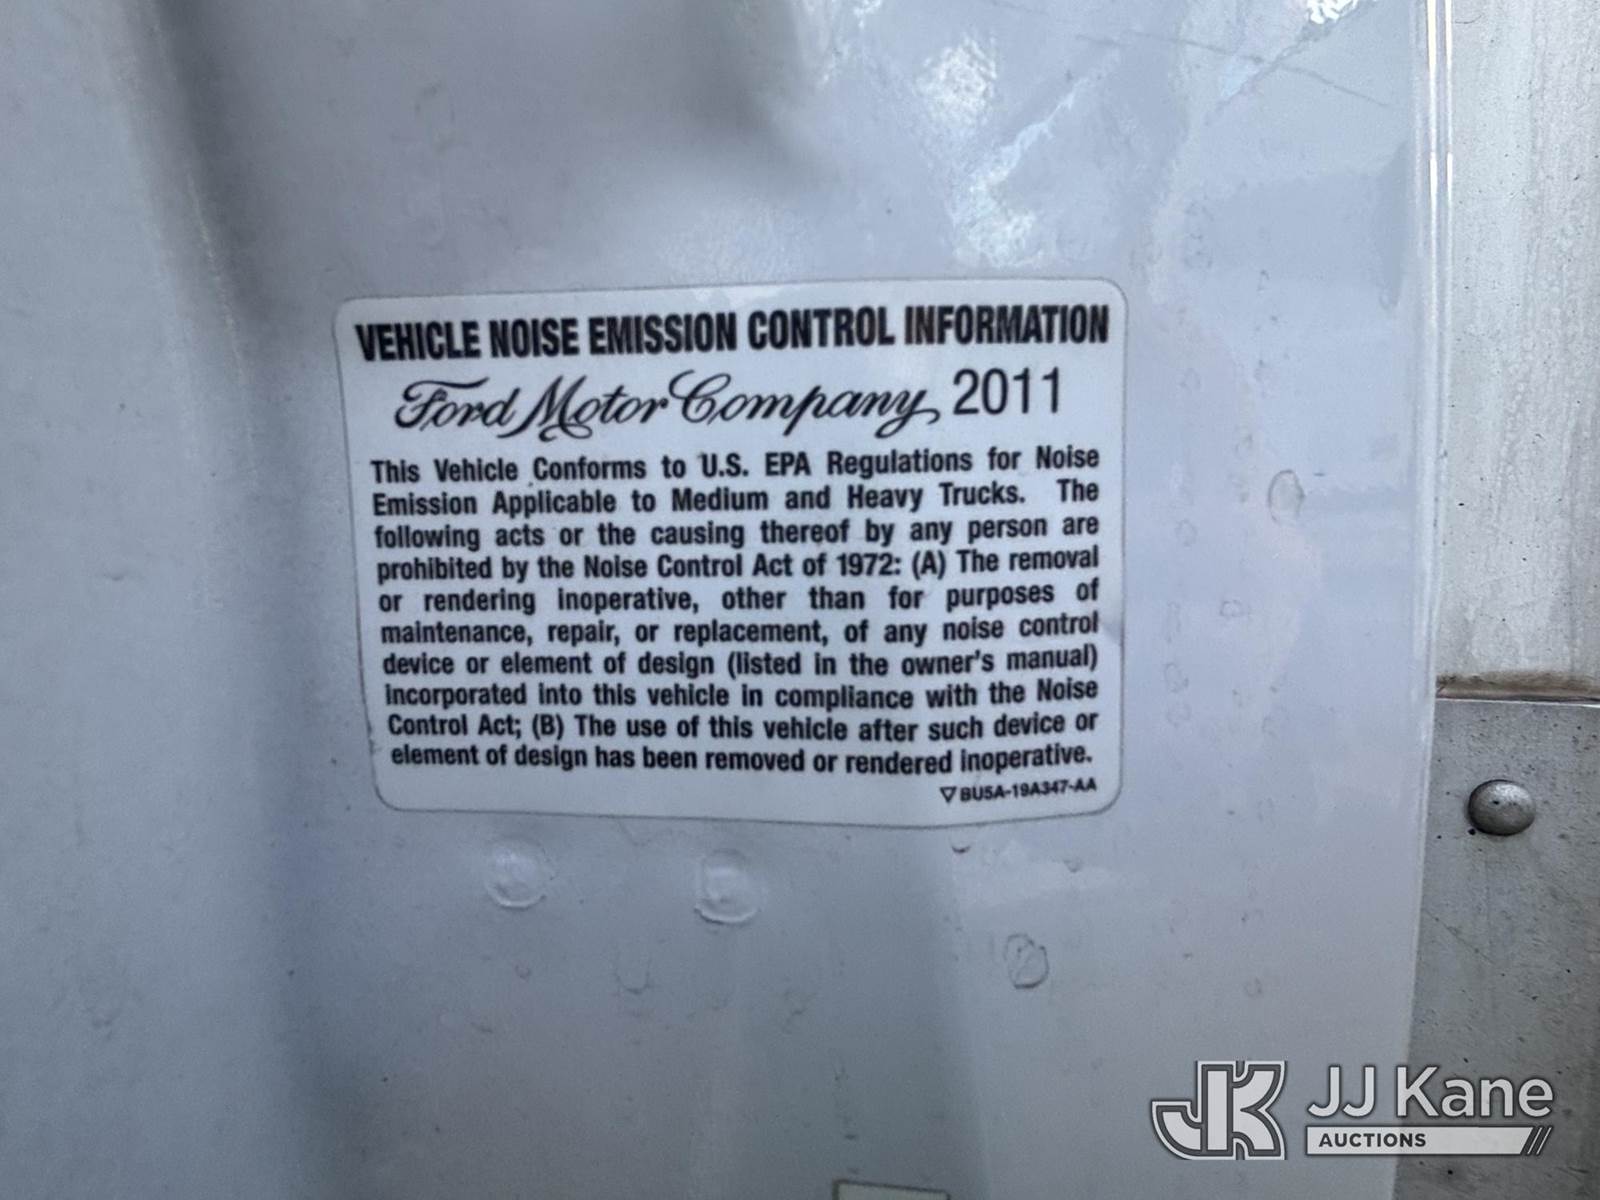 VEHICLE NOISE EMISSION CONTROL INFORMATION
Ford Motor Company, 2011
This Vehicle Conforms to U.S. EPA Regulations for Noise
Emission Applicable to Medium and Heavy Trucks. The
following acts or the causing thereof by any person are
prohibited by the Noise Control Act of 1972: (A) The removal
or rendering inoperative, other than for purposes of
maintenance, repair, or replacement, of any noise control
device or element of design (listed in the owner's manual)
incorporated into this vehicle in compliance with the Noise
Control Act; (B) The use of this vehicle after such device or
element of design has been removed or rendered inoperative.
▽ BU5A-19A347-AA
JK JJ Kane
AUCTIONS